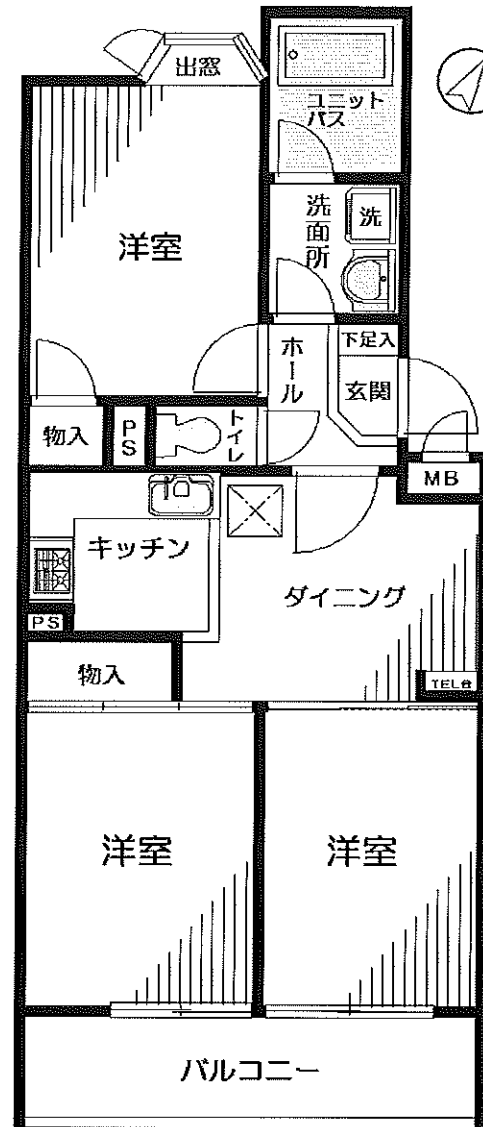 出窓
ユニット
バス
洋室
洗面所
洗
ホール
下足入
玄関
物入
PS
トイレ
MB
キッチン
ダイニング
PS
物入
TEL台
洋室
洋室
バルコニー